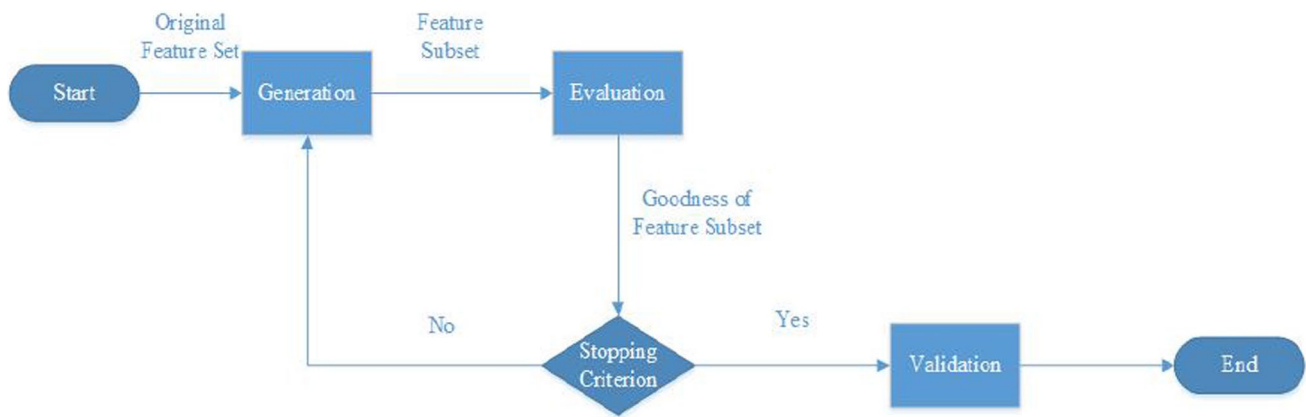 Original
Feature Set
Feature
Subset
Start
Generation
Evaluation
Goodness of
Feature Subset
No
Yes
Stopping
Criterion
Validation
End